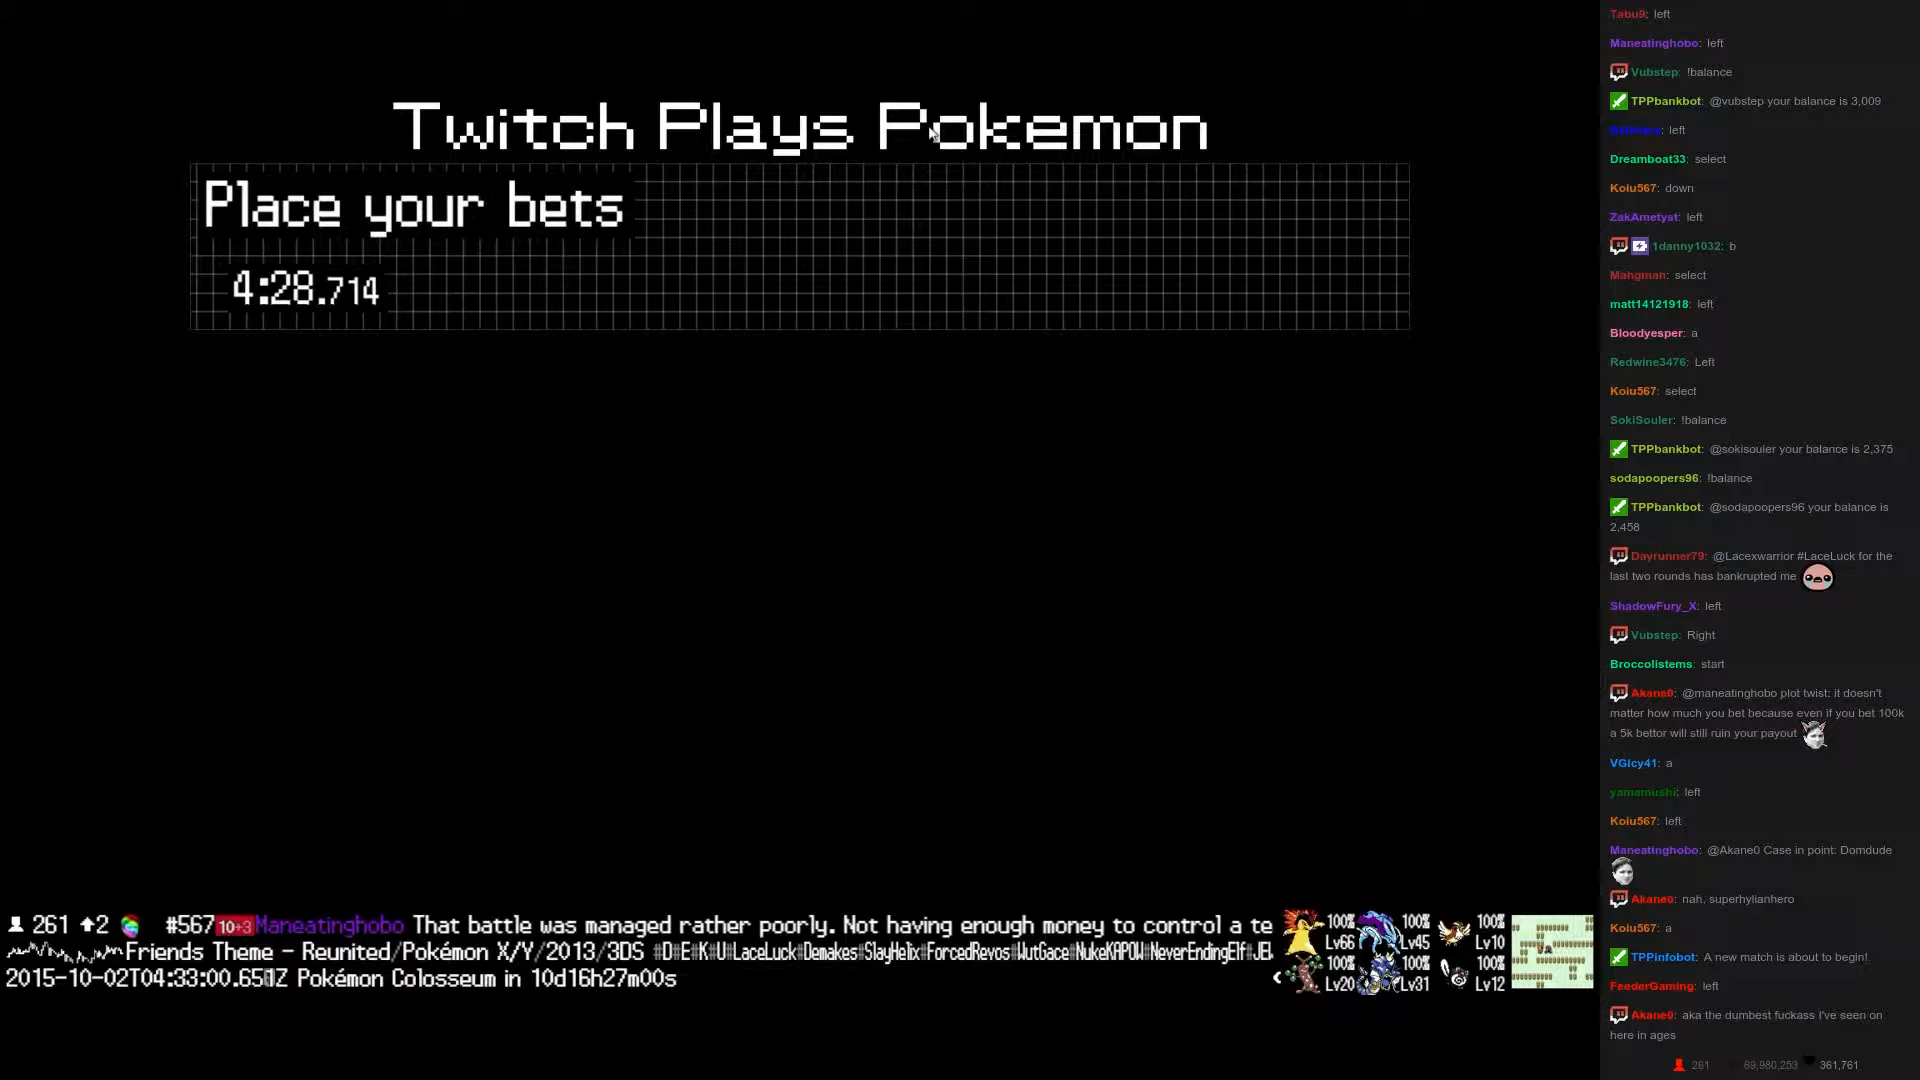 Twitch Plays Pokemon
Place your bets
4:28.714
261 2 #567 10+3 Maneatinghobo That battle was managed rather poorly. Not having enough money to control a te
Friends Theme - Reunited/Pokémon X/Y/2013/3DS #D#E#K#U#LaceLuck#Demakes#SlayHelix#ForcedRevos#WutGace#NukeKAPOW#NeverEndingElf
Pokémon Colosseum in 10d16h27m00s
100% 100% 100%
Lv66 Lv45 Lv10
100% 100% 100%
Lv20 Lv31 Lv12
Tabu9: left
Maneatinghobo: left
Vubstep: !balance
TPPbankbot: @vubstep your balance is 3,009
left
Dreamboat33: select
Koiu567: down
ZakAmetyst: left
1danny1032: b
Mahgman: select
matt14121918: left
Bloodyesper: a
Redwine3476: Left
Koiu567: select
SokiSouler: !balance
TPPbankbot: @sokisouler your balance is 2,375
sodapoopers96: !balance
TPPbankbot: @sodapoopers96 your balance is
2,458
Dayrunner79: @Lacexwarrior #LaceLuck for the
last two rounds has bankrupted me
ShadowFury_X: left
Vubstep: Right
Broccolistems: start
Akane0: @maneatinghobo plot twist: it doesn't
matter how much you bet because even if you bet 100k
a 5k bettor will still ruin your payout
VGicy41: a
yamamushi: left
Koiu567: left
Maneatinghobo: @Akane0 Case in point: Domdude
Akane0: nah, superhylianhero
Koiu567: a
TPPinfobot: A new match is about to begin!
FeederGaming: left
Akane0: aka the dumbest fuckass I've seen on
here in ages
261 69,980,253 361,761